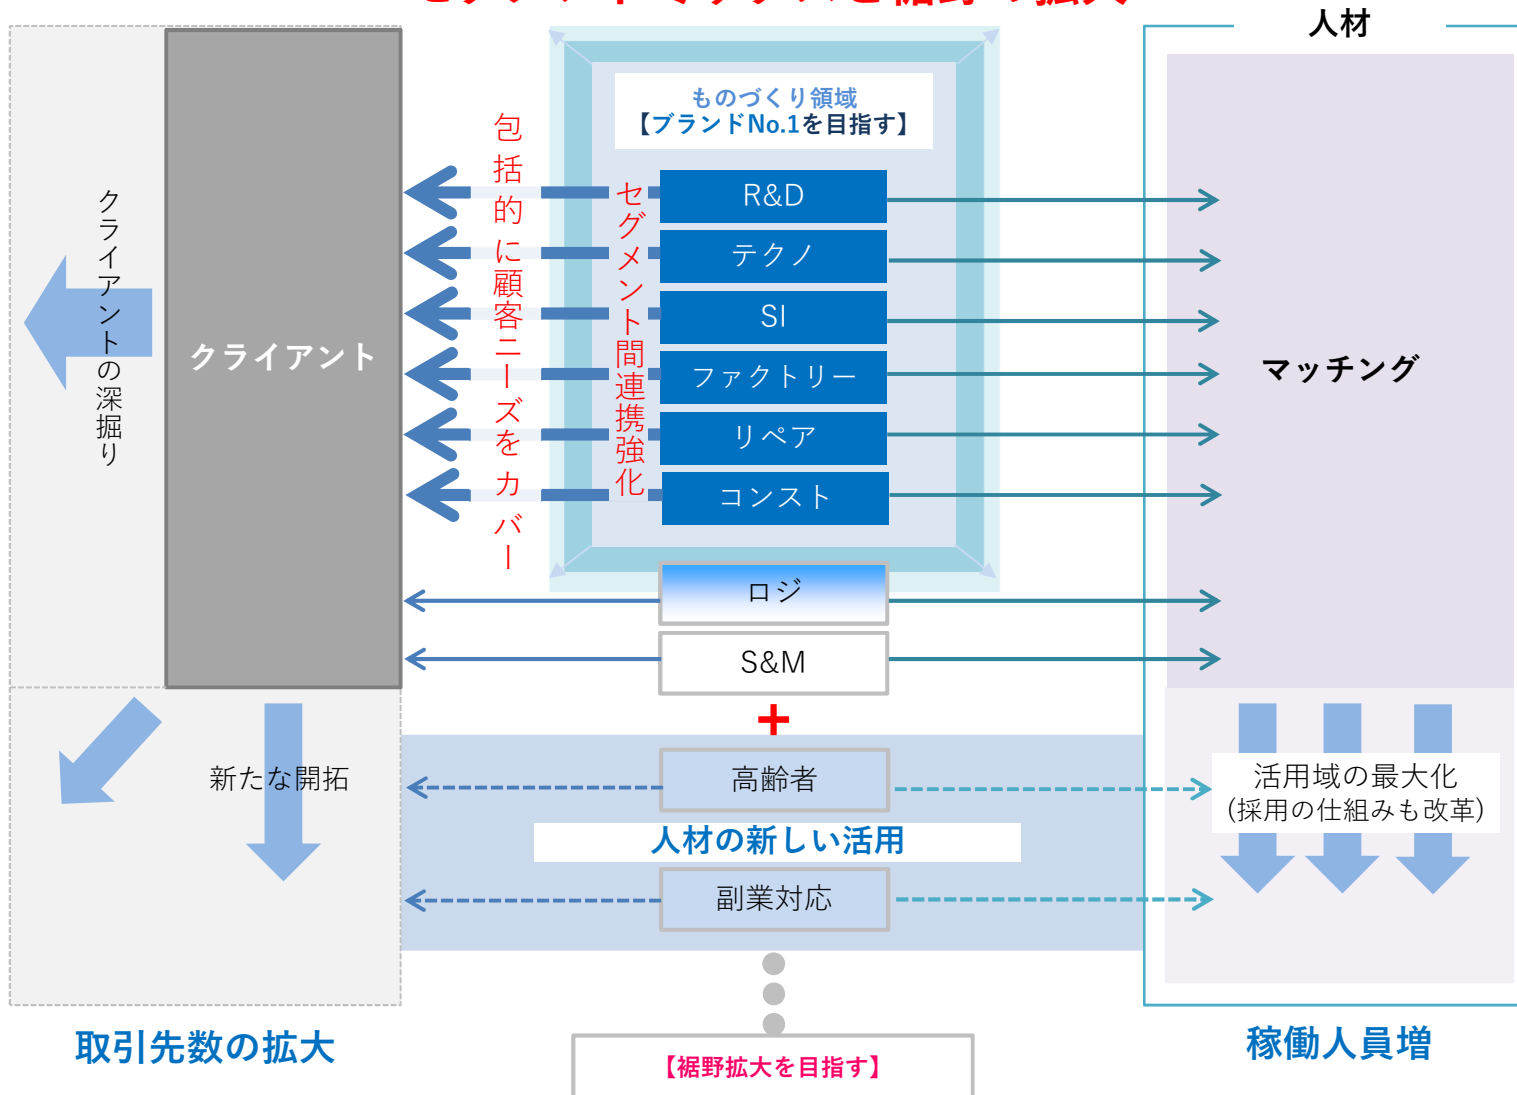 人材
ものづくり領域
【ブランドNo.1を目指す】
包括的に顧客ニーズをカバー
セグメント間連携強化
クライアントの深掘り
クライアント
R&D
テクノ
SI
ファクトリー
リペア
コンスト
ロジ
S&M
マッチング
+
新たな開拓
高齢者
人材の新しい活用
副業対応
活用域の最大化
(採用の仕組みも改革)
取引先数の拡大
【裾野拡大を目指す】
稼働人員増